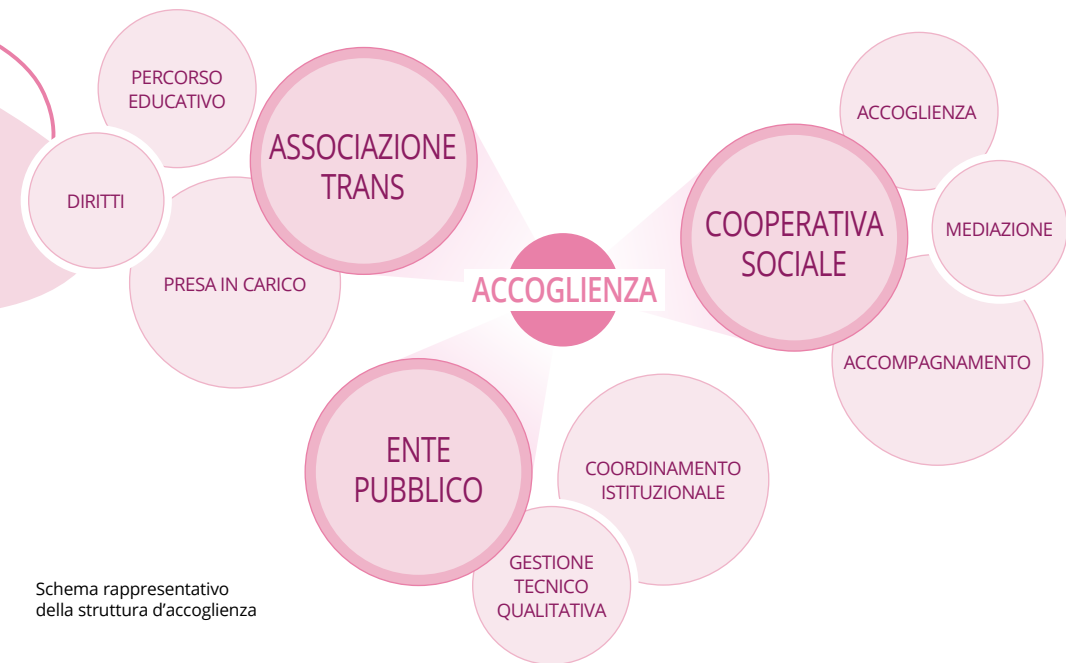 PERCORSO
EDUCATIVO
DIRITTI
PRESA IN CARICO
ASSOCIAZIONE
TRANS
ACCOGLIENZA
COOPERATIVA
SOCIALE
ACCOGLIENZA
MEDIAZIONE
ACCOMPAGNAMENTO
ENTE
PUBBLICO
COORDINAMENTO
ISTITUZIONALE
GESTIONE
TECNICO
QUALITATIVA
Schema rappresentativo
della struttura d'accoglienza